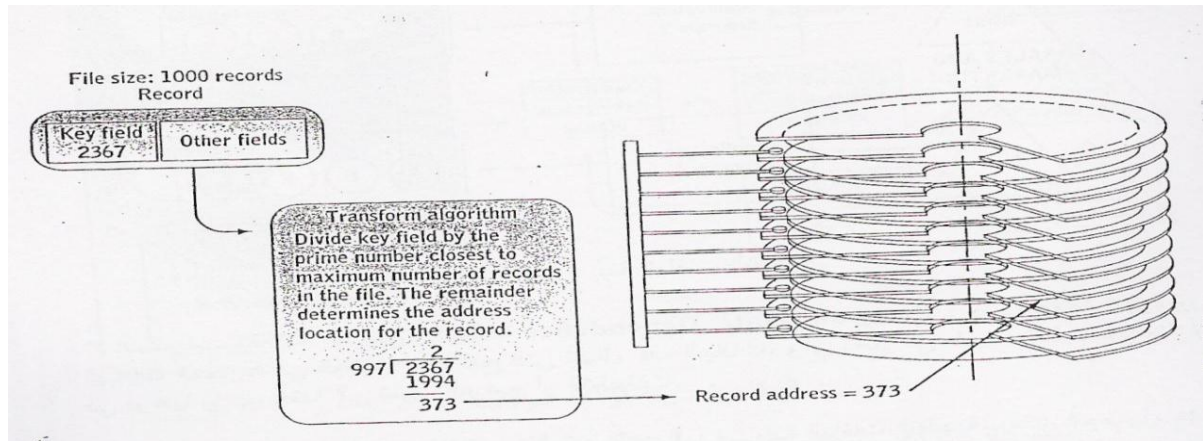 File size: 1000 records
Record
Key field
2367
Other fields
Transform algorithm
Divide key field by the
prime number closest to
maximum number of records
in the file. The remainder
determines the address
location for the record.
2
997 2367
1994
373
Record address = 373